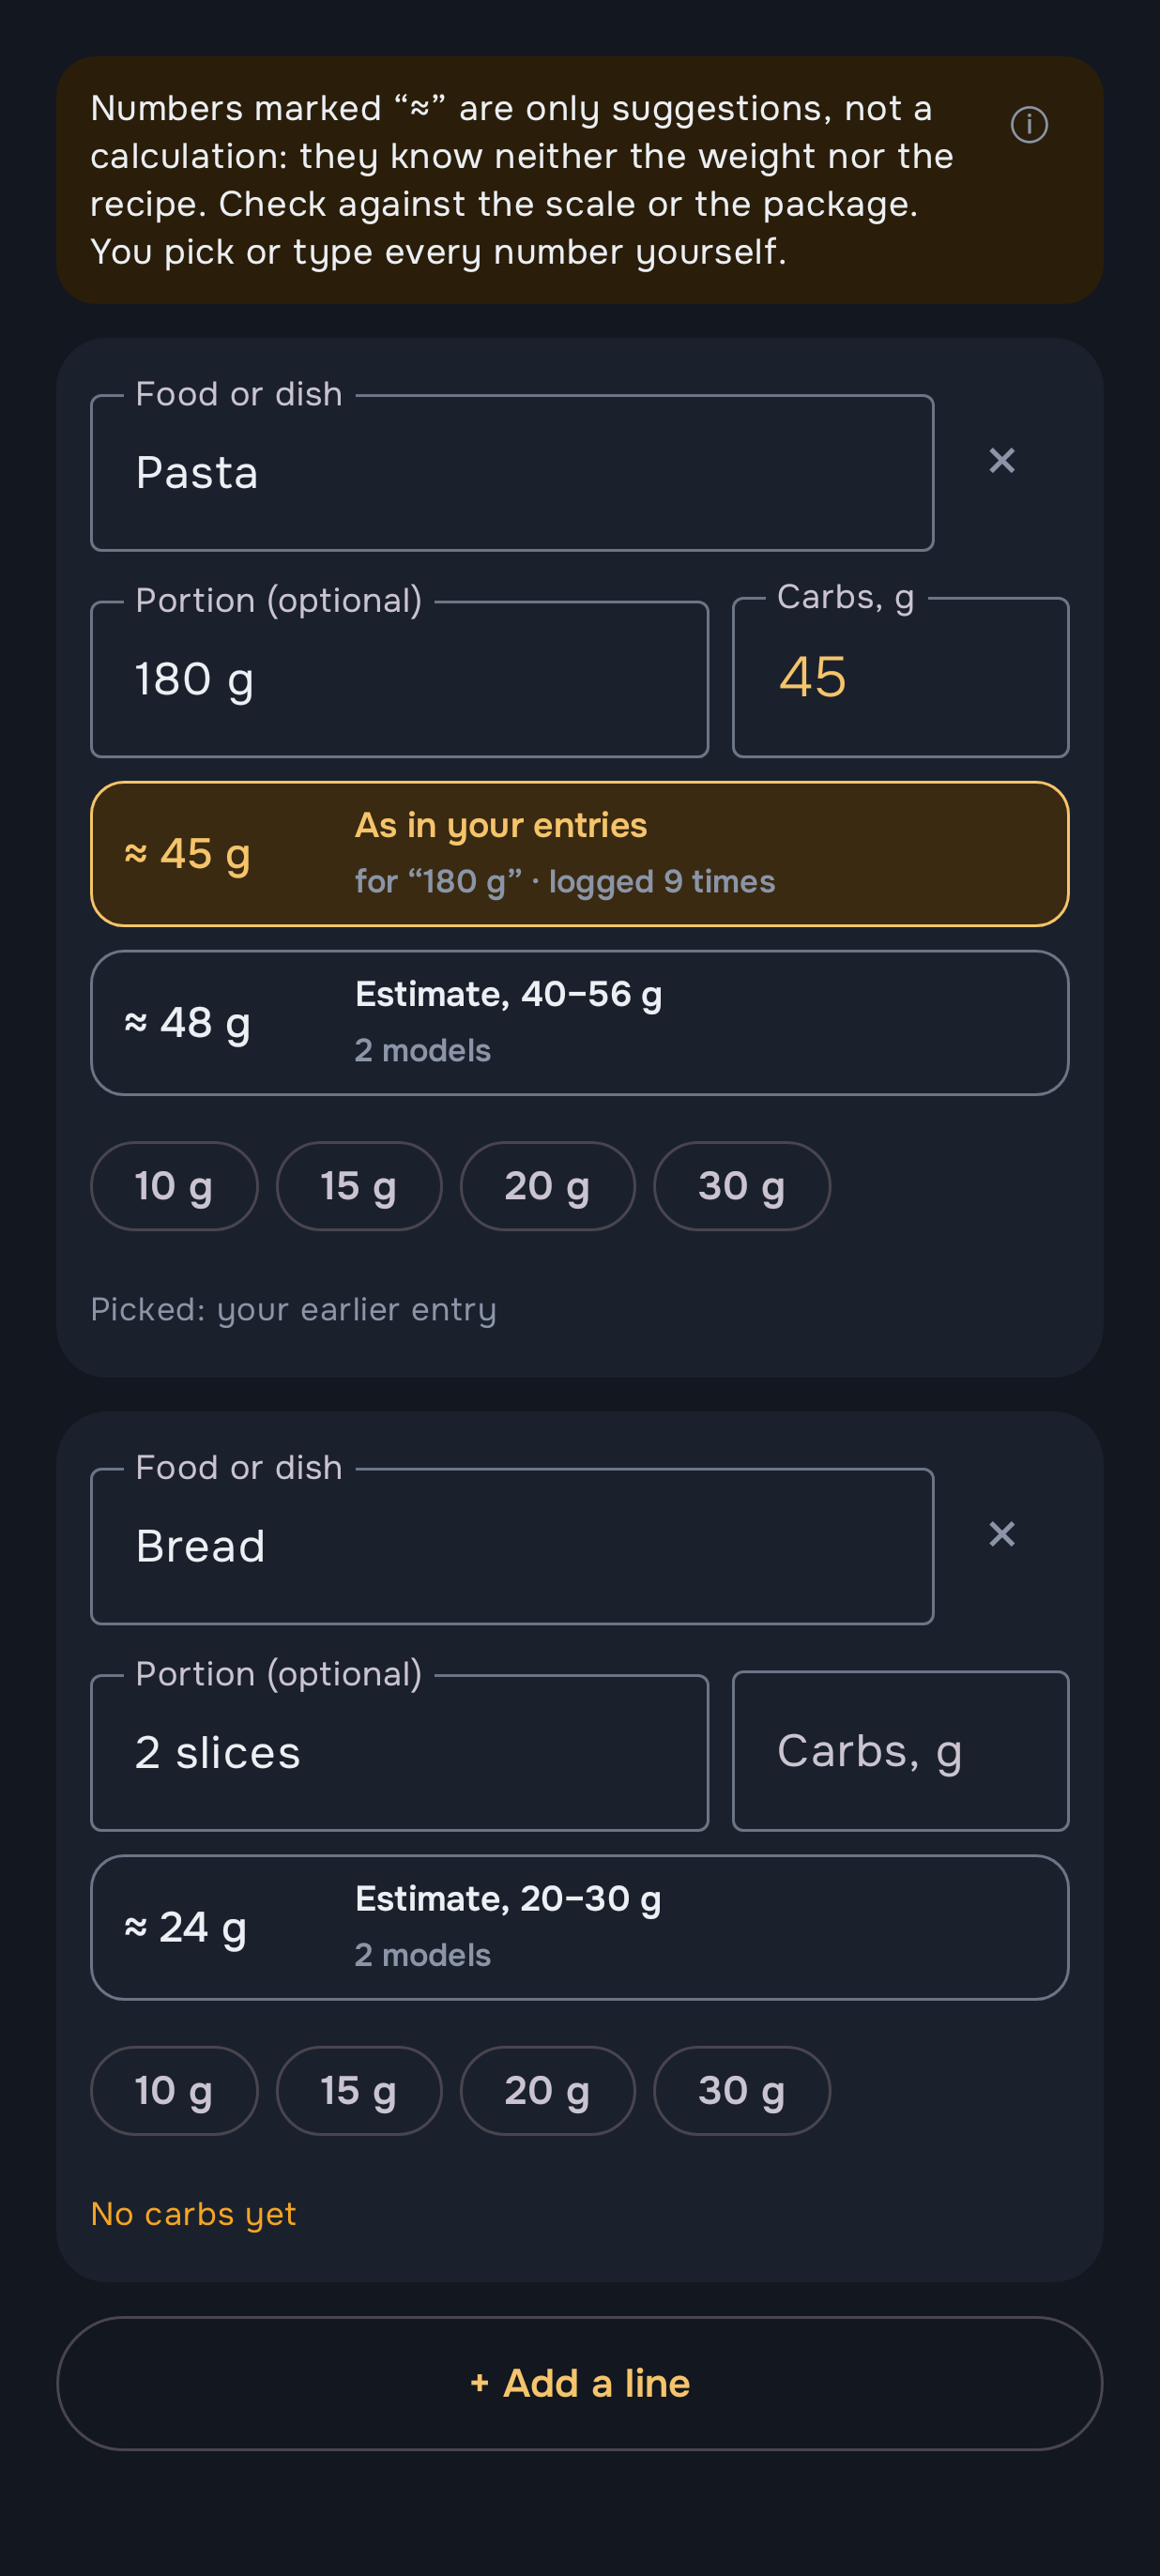 Numbers marked “≈” are only suggestions, not a
calculation: they know neither the weight nor the
recipe. Check against the scale or the package.
You pick or type every number yourself.
Food or dish
Pasta
×
Portion (optional)
180 g
Carbs, g
45
≈ 45 g
As in your entries
for “180 g” · logged 9 times
≈ 48 g
Estimate, 40–56 g
2 models
10 g
15 g
20 g
30 g
Picked: your earlier entry
Food or dish
Bread
×
Portion (optional)
2 slices
Carbs, g
≈ 24 g
Estimate, 20–30 g
2 models
10 g
15 g
20 g
30 g
No carbs yet
+ Add a line